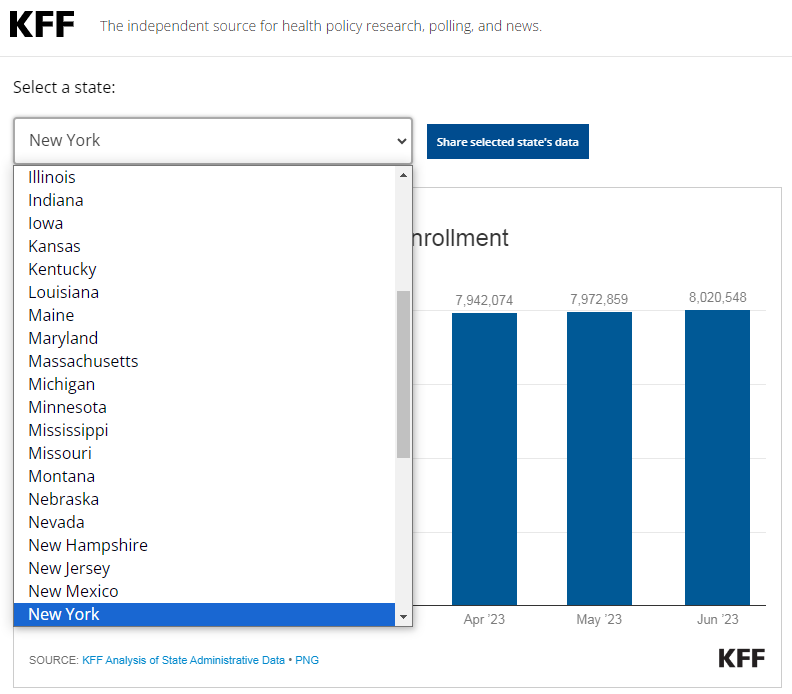 KFF The independent source for health policy research, polling, and news.
Select a state:
New York
Share selected state's data
Illinois
Indiana
Iowa
Kansas
Kentucky
Louisiana
Maine
Maryland
Massachusetts
Michigan
Minnesota
Mississippi
Missouri
Montana
Nebraska
Nevada
New Hampshire
New Jersey
New Mexico
New York
nrollment
7,942,074 7,972,859 8,020,548
Apr ’23 May ’23 Jun ’23
SOURCE: KFF Analysis of State Administrative Data • PNG
KFF